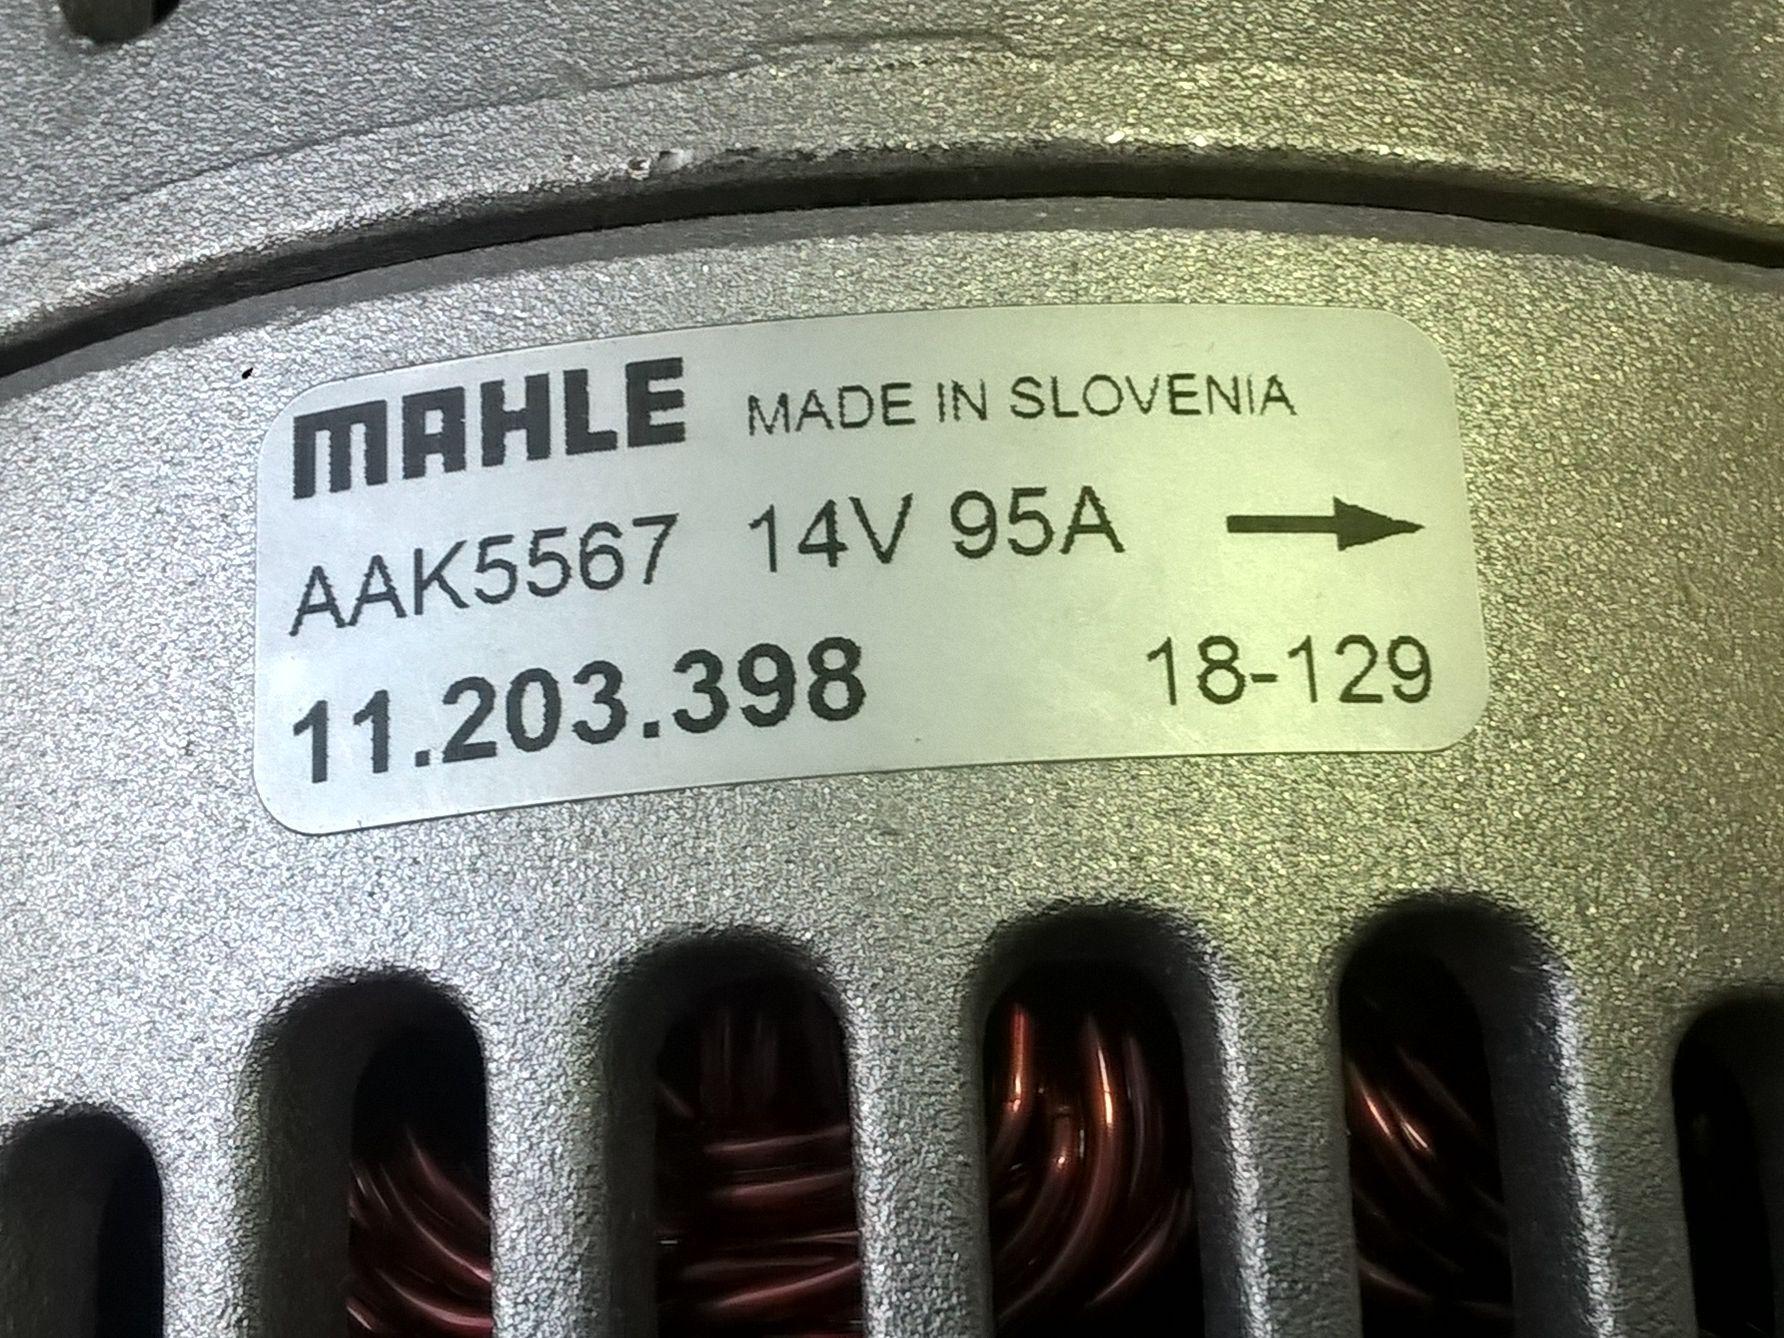 MAHLE MADE IN SLOVENIA
AAK5567 14V 95A →
11.203.398 18-129